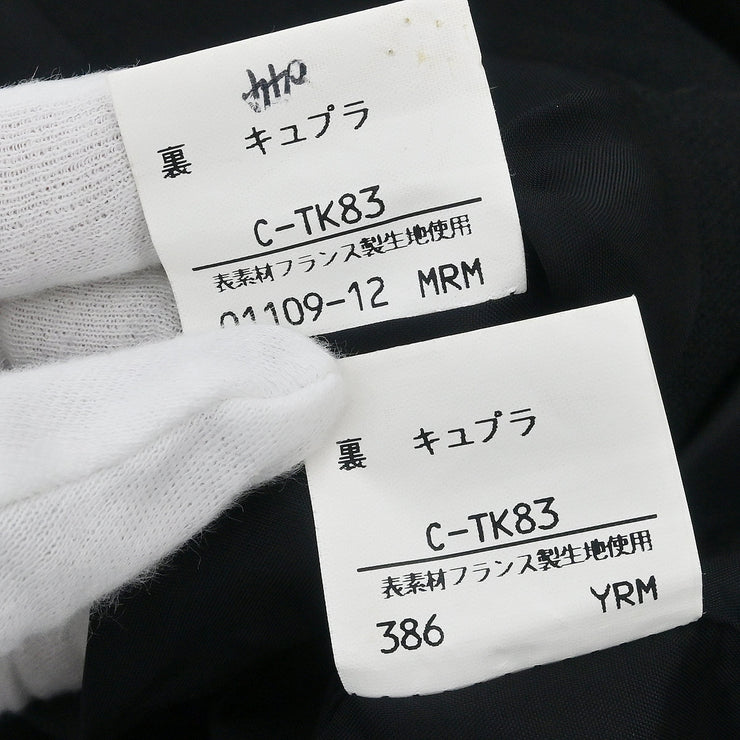 裏 キュプラ
C-TK83
表素材フランス製生地使用
01109-12 MRM
裏 キュプラ
C-TK83
表素材フランス製生地使用
386 YRM